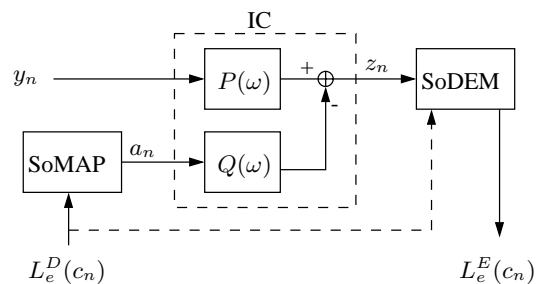 IC
y_n
P(ω)
+
z_n
SoDEM
-
SoMAP
a_n
Q(ω)
L_e^D(c_n)
L_e^E(c_n)